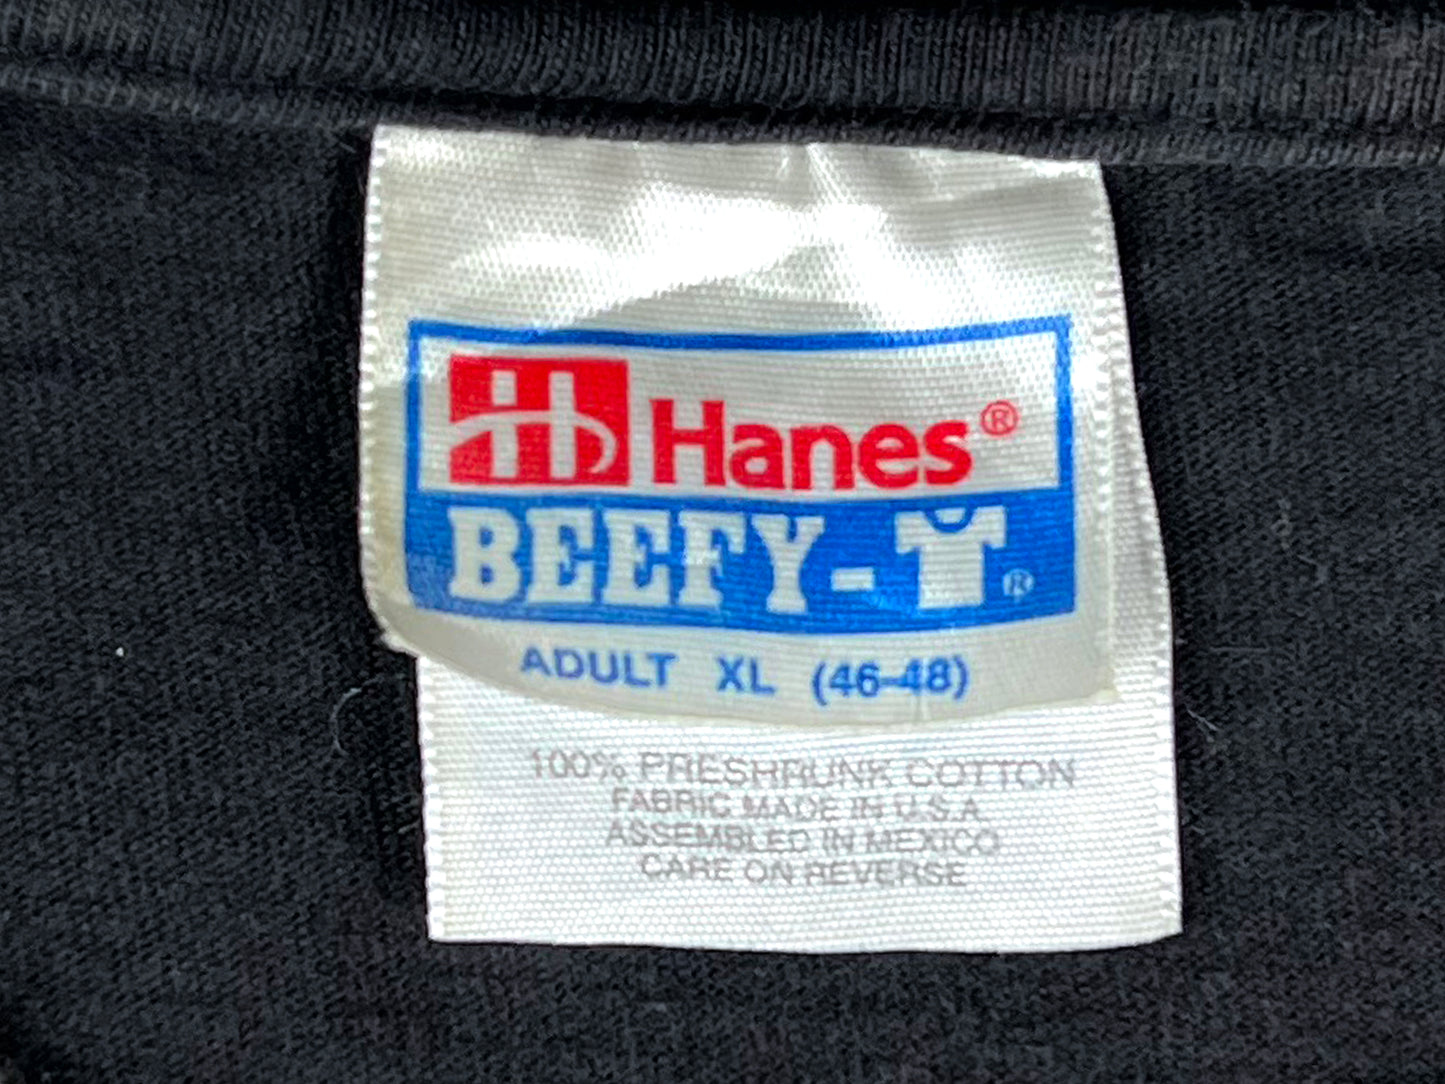 Hanes®
BEEFY-T®
ADULT XL (46-48)
100% PRESHRUNK COTTON
FABRIC MADE IN U.S.A.
ASSEMBLED IN MEXICO
CARE ON REVERSE